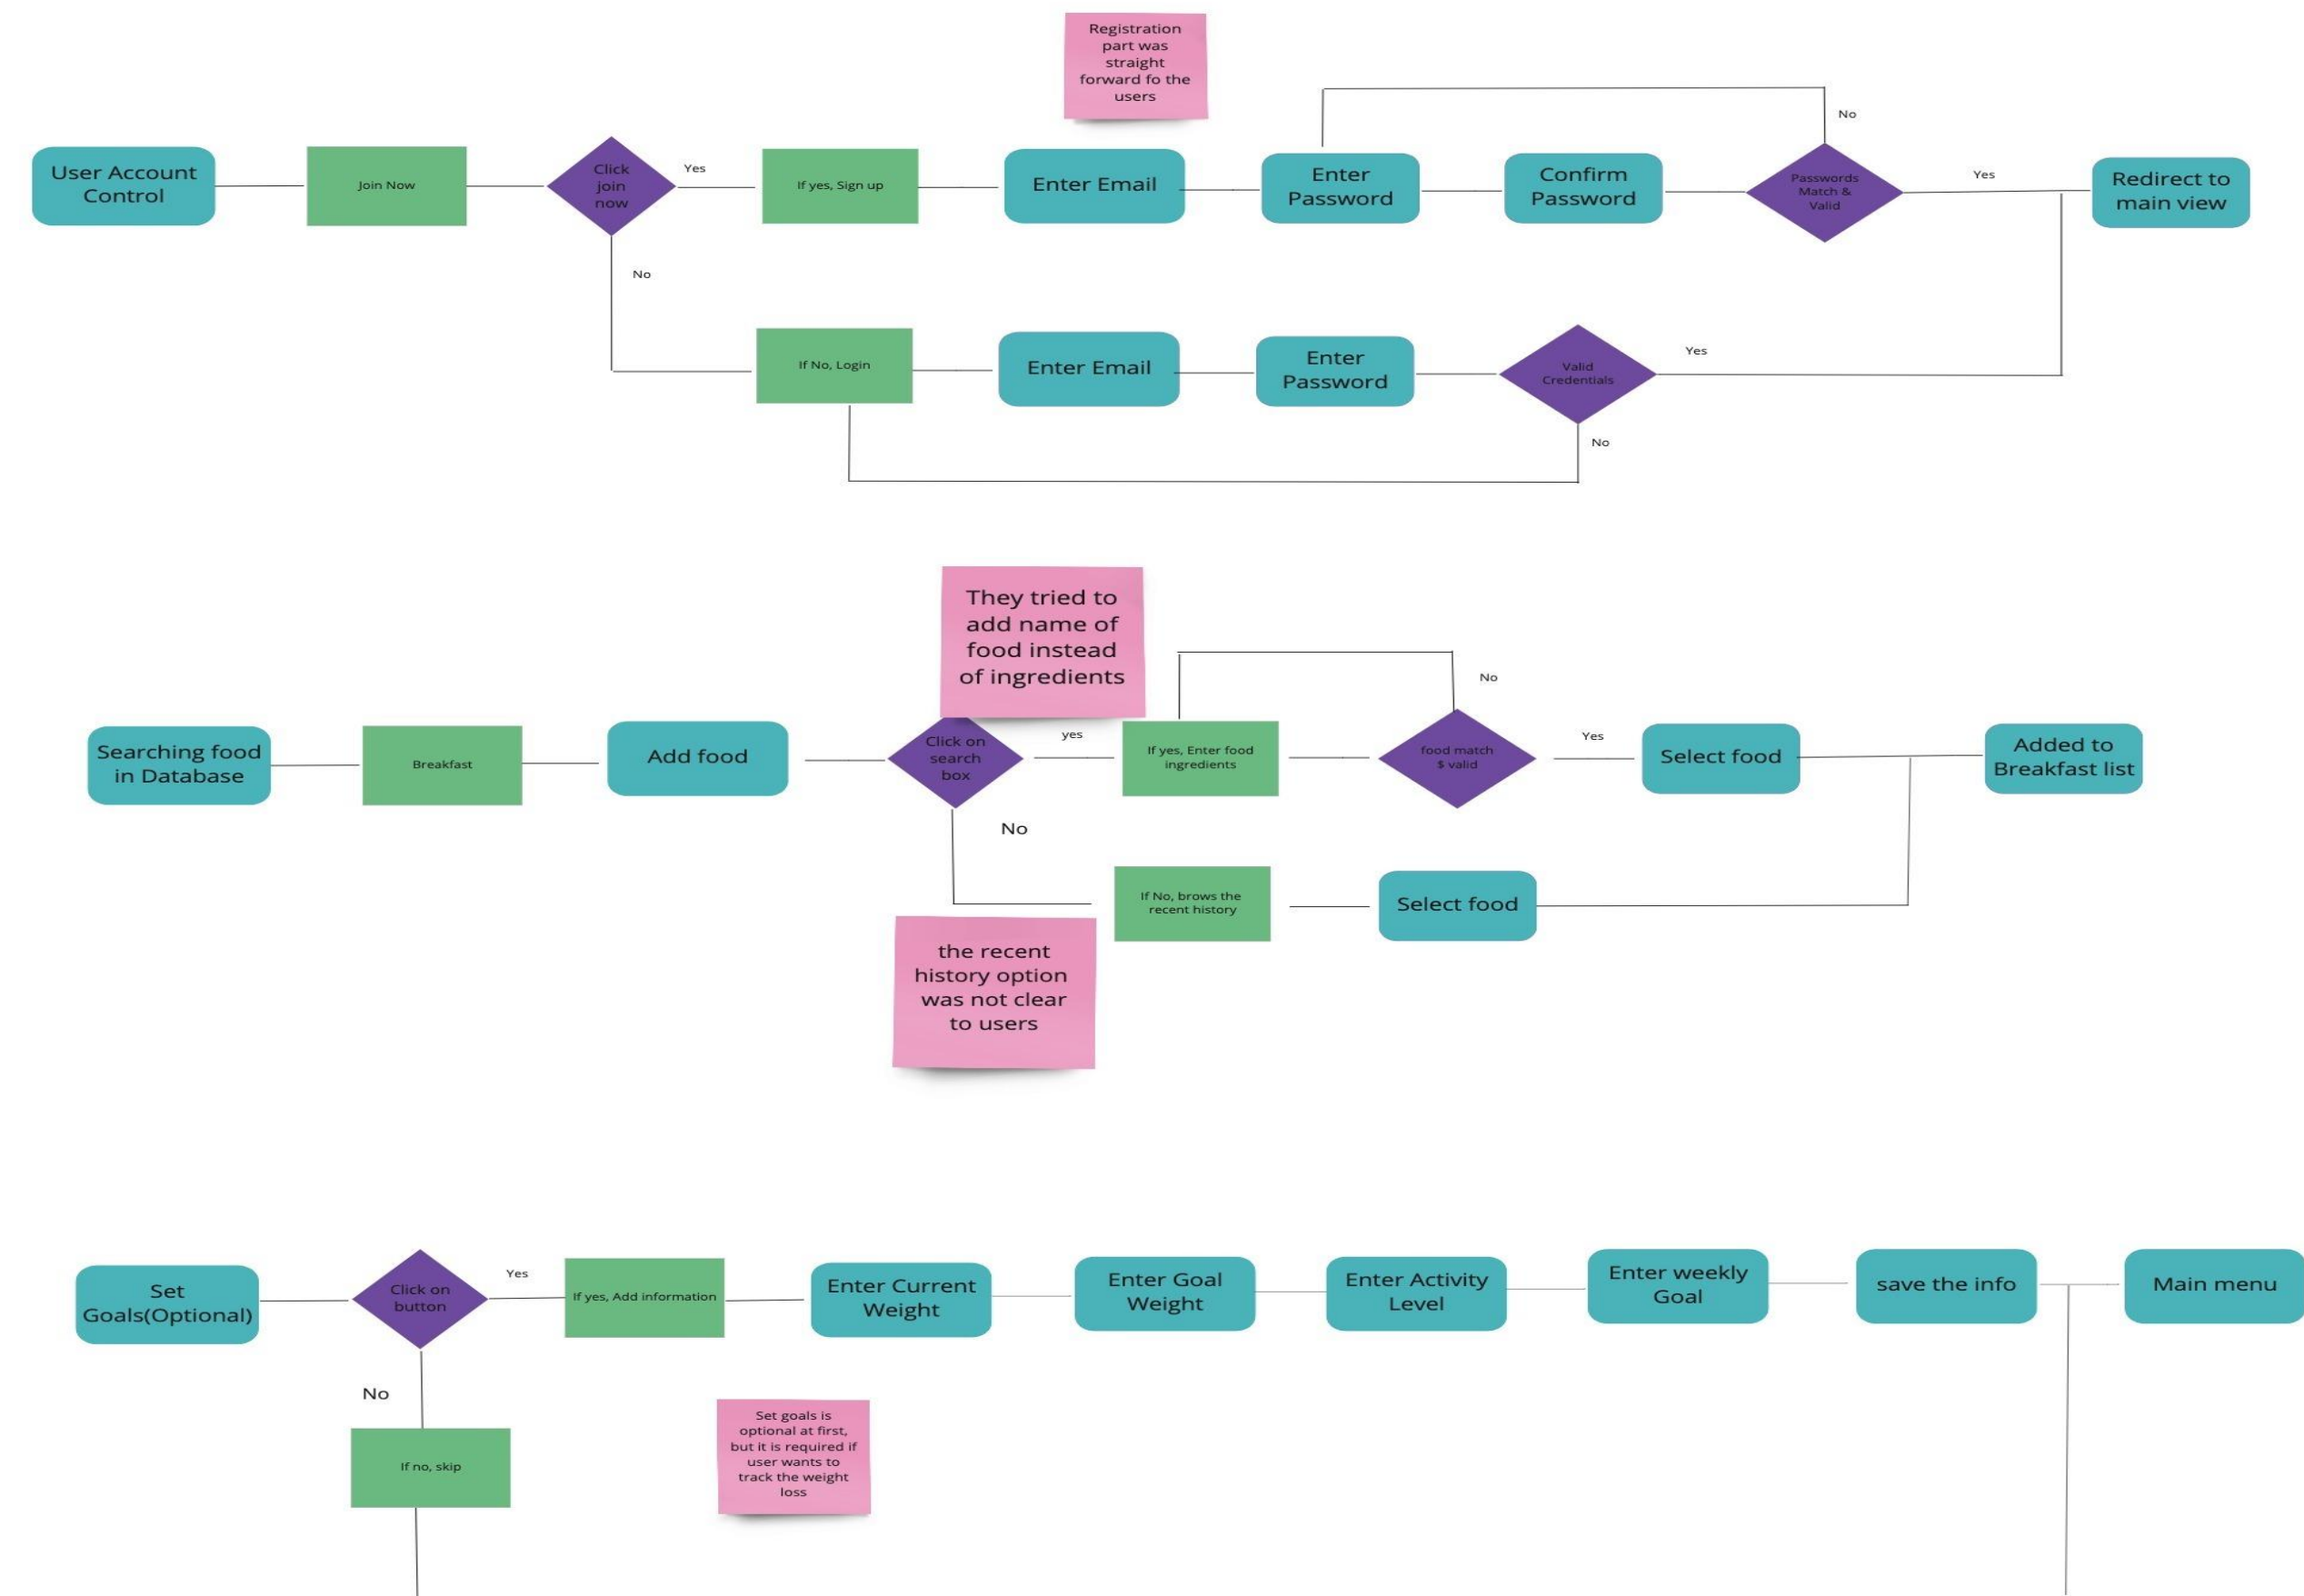 Registration
part was
straight
forward fo the
users
No
User Account
Control
Join Now
Click
join
now
Yes
If yes, Sign up
Enter Email
Enter
Password
Confirm
Password
Passwords
Match &
Valid
Yes
Redirect to
main view
No
If No, Login
Enter Email
Enter
Password
Valid
Credentials
Yes
No
They tried to
add name of
food instead
of ingredients
No
Searching food
in Database
Breakfast
Add food
Click on
search
box
yes
If yes, Enter food
ingredients
food match
$ valid
Yes
Select food
Added to
Breakfast list
No
If No, brows the
recent history
Select food
the recent
history option
was not clear
to users
Set
Goals(Optional)
Click on
button
Yes
If yes, Add information
Enter Current
Weight
Enter Goal
Weight
Enter Activity
Level
Enter weekly
Goal
save the info
Main menu
No
If no, skip
Set goals is
optional at first,
but it is required if
user wants to
track the weight
loss